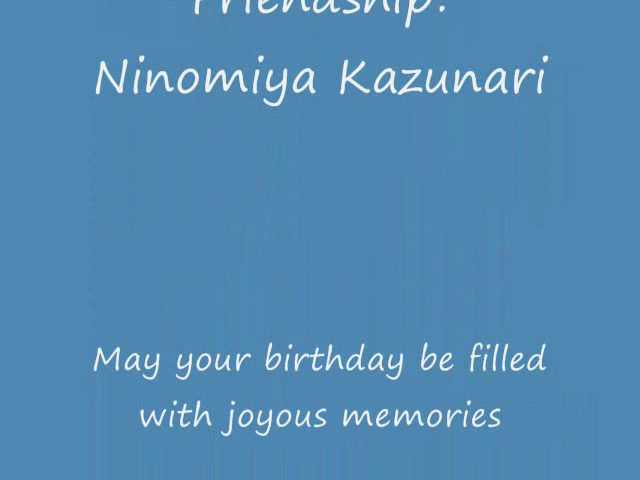 Friendship:
Ninomiya Kazunari
May your birthday be filled
with joyous memories